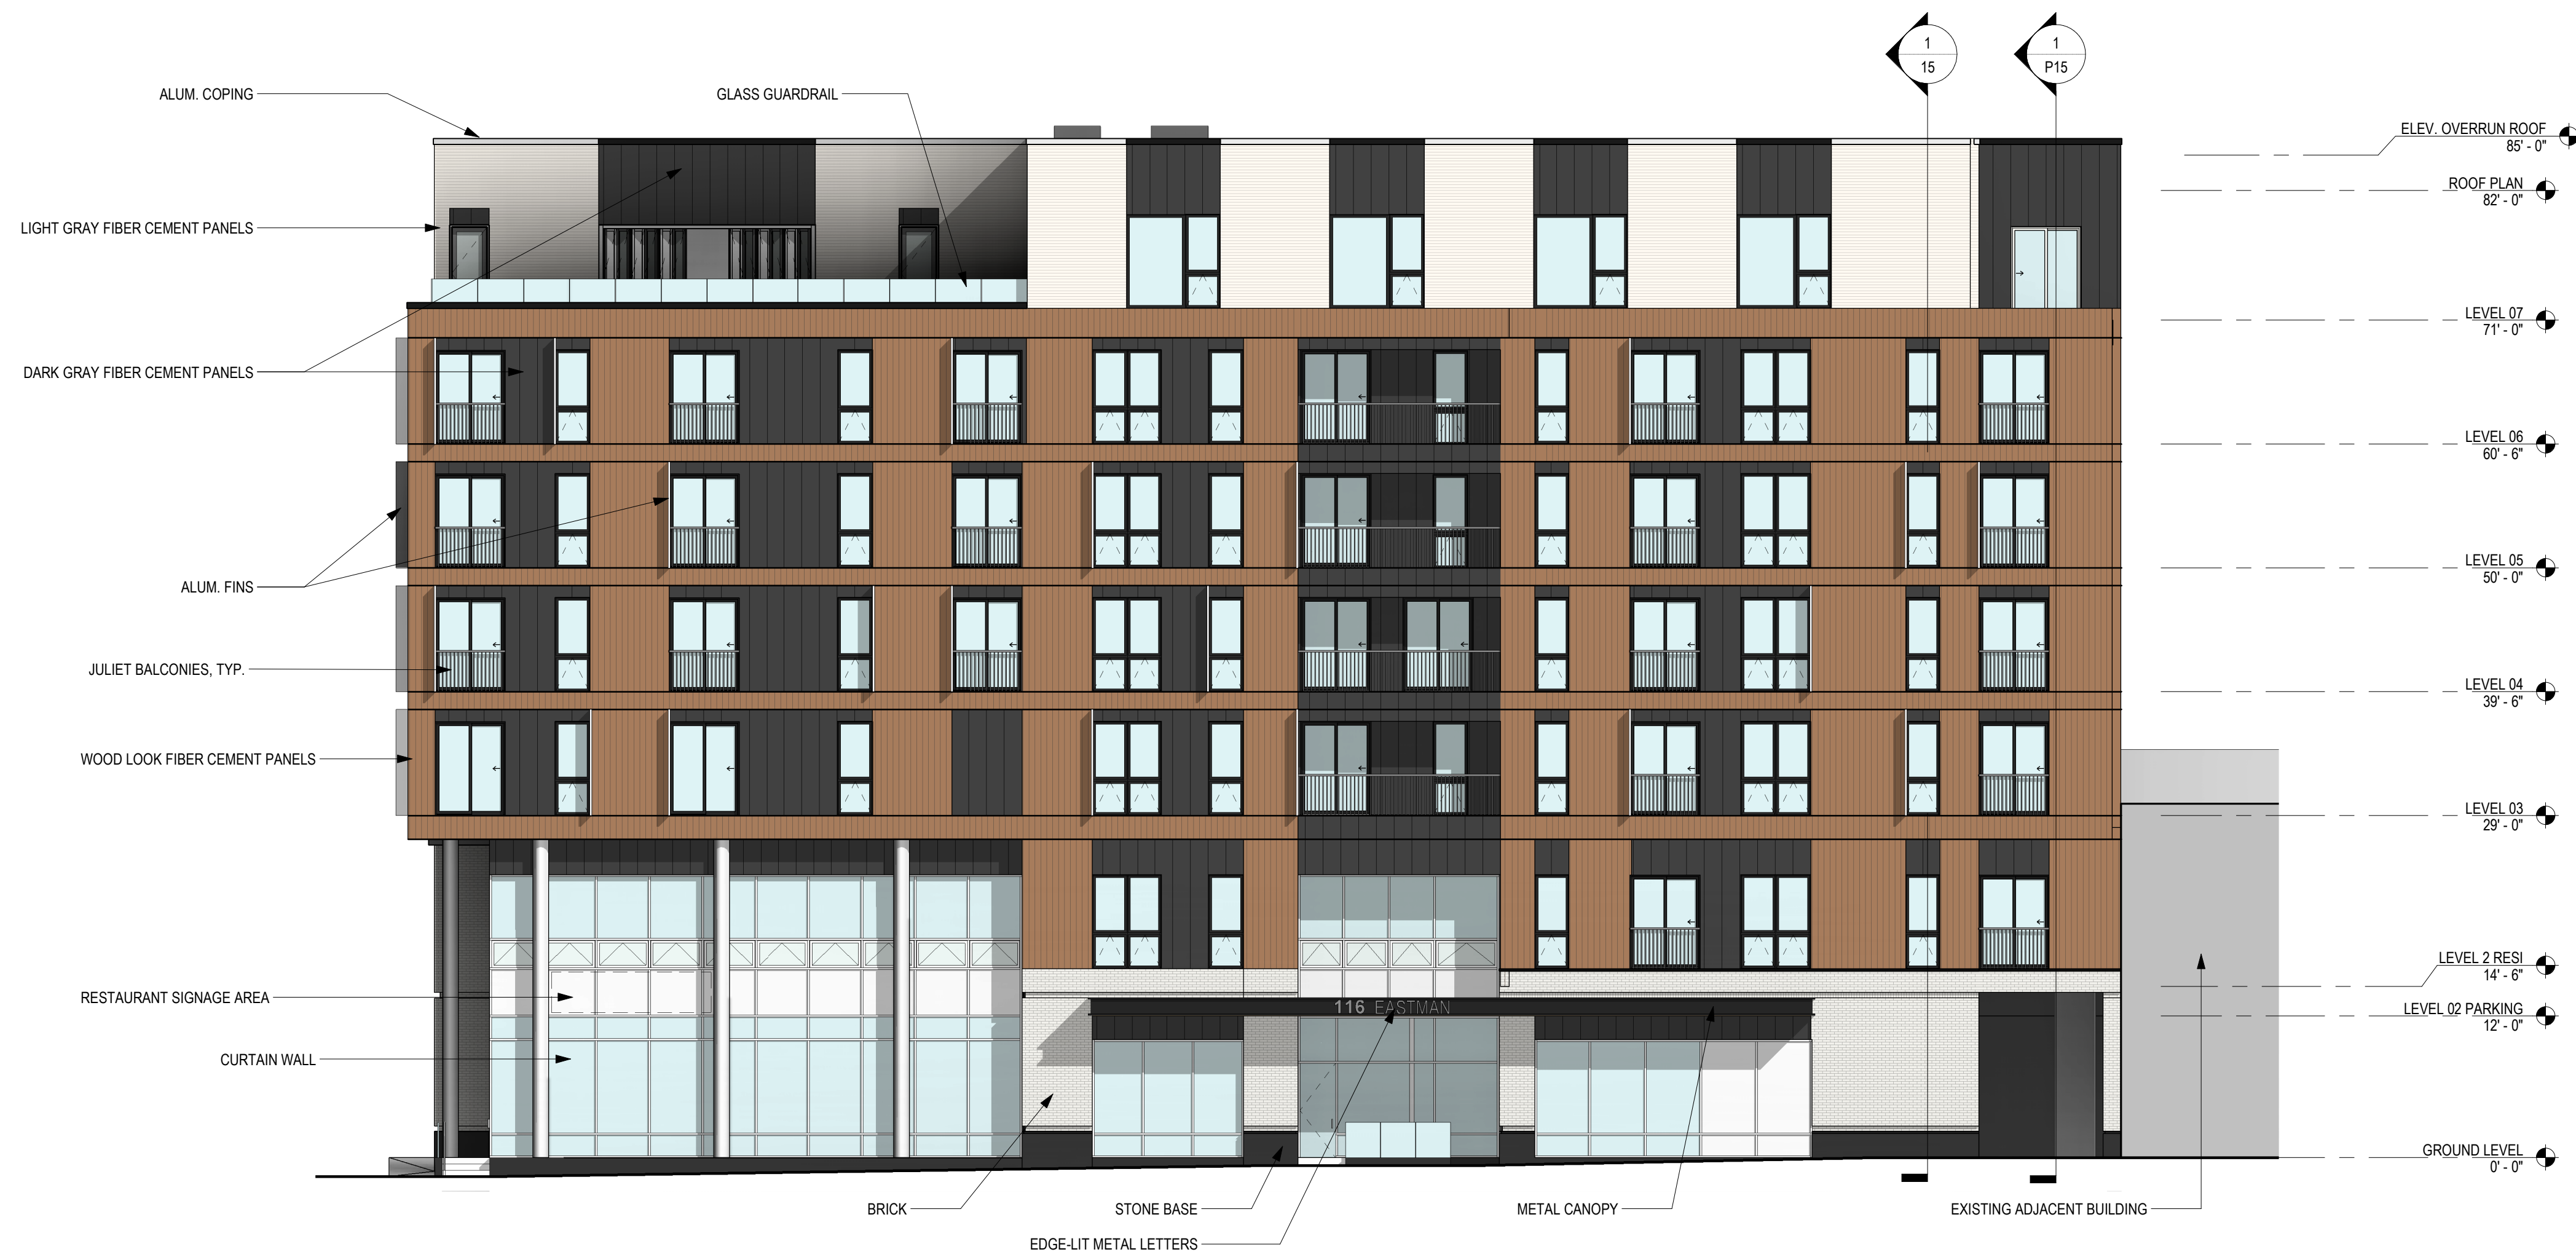 1
15
1
P15
ALUM. COPING
GLASS GUARDRAIL
ELEV. OVERRUN ROOF
85' - 0"
ROOF PLAN
82' - 0"
LIGHT GRAY FIBER CEMENT PANELS
LEVEL 07
71' - 0"
DARK GRAY FIBER CEMENT PANELS
LEVEL 06
60' - 6"
LEVEL 05
50' - 0"
ALUM. FINS
JULIET BALCONIES, TYP.
LEVEL 04
39' - 6"
WOOD LOOK FIBER CEMENT PANELS
LEVEL 03
29' - 0"
LEVEL 2 RESI
14' - 6"
RESTAURANT SIGNAGE AREA
116 EASTMAN
LEVEL 02 PARKING
12' - 0"
CURTAIN WALL
GROUND LEVEL
0' - 0"
BRICK
STONE BASE
METAL CANOPY
EXISTING ADJACENT BUILDING
EDGE-LIT METAL LETTERS